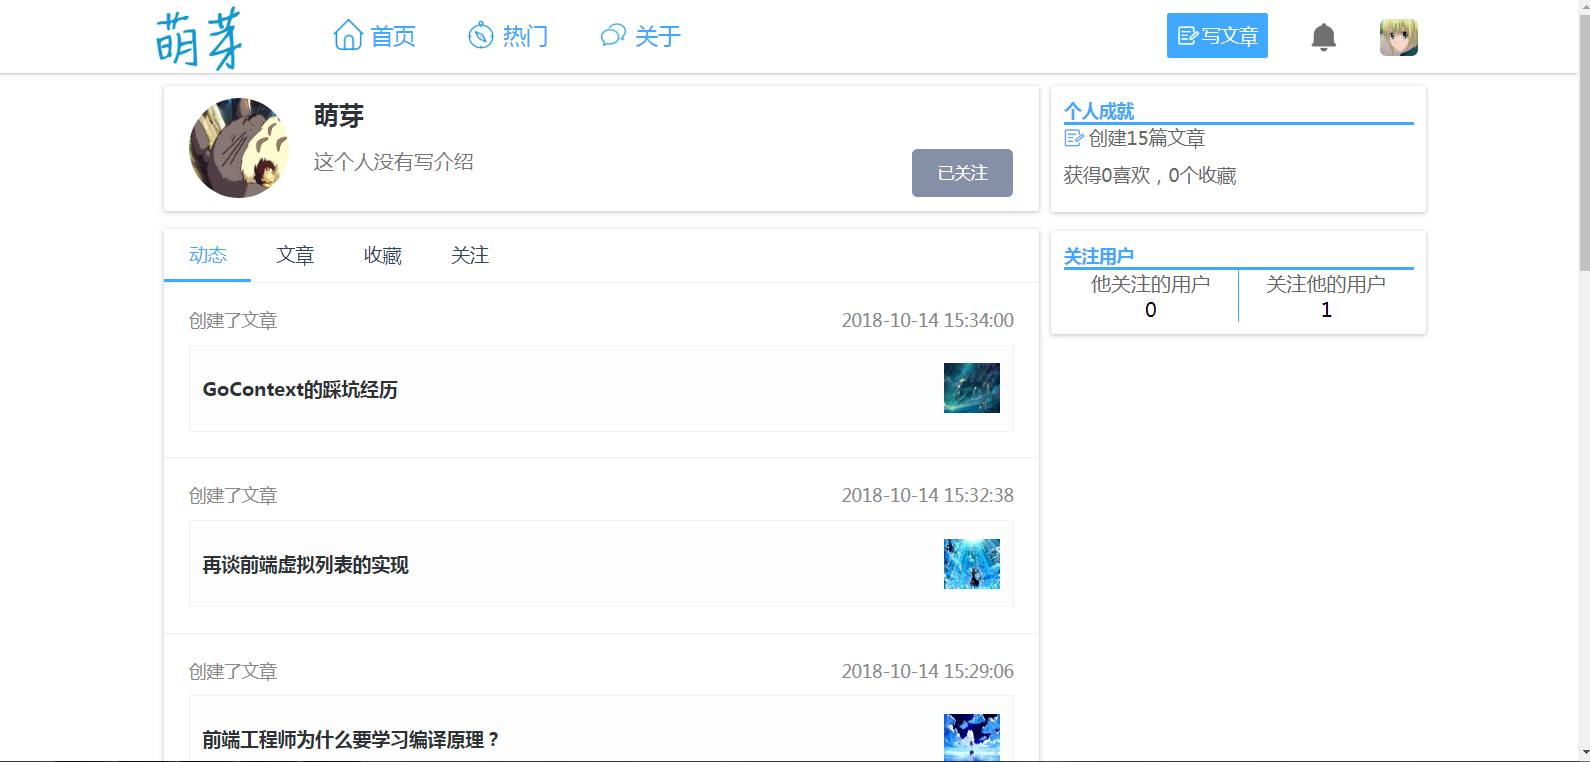 萌芽
首页
热门
关于
写文章
萌芽
这个人没有写介绍
已关注
动态
文章
收藏
关注
创建了文章
2018-10-14 15:34:00
GoContext的踩坑经历
创建了文章
2018-10-14 15:32:38
再谈前端虚拟列表的实现
创建了文章
2018-10-14 15:29:06
前端工程师为什么要学习编译原理？
个人成就
创建15篇文章
获得0喜欢，0个收藏
关注用户
他关注的用户
0
关注他的用户
1